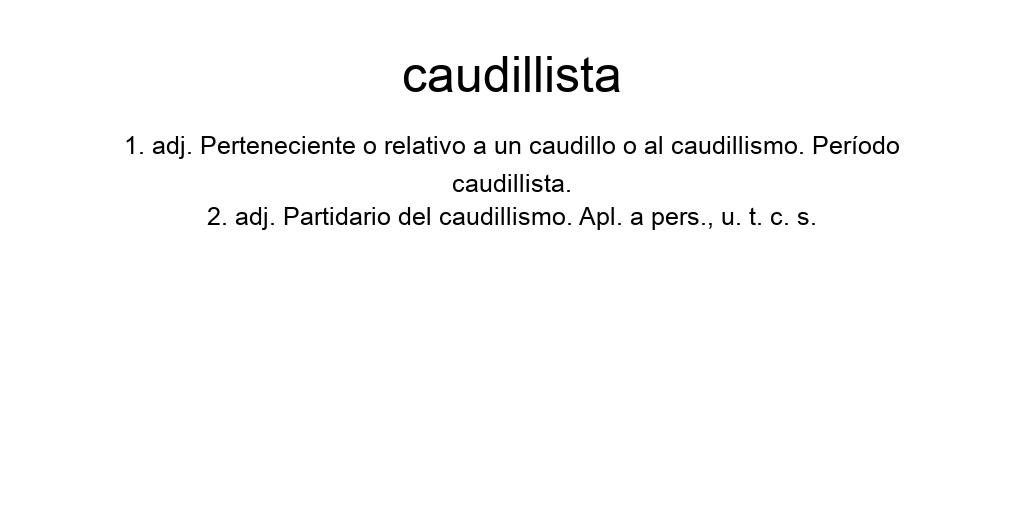 caudillista
1. adj. Perteneciente o relativo a un caudillo o al caudillismo. Período
caudillista.
2. adj. Partidario del caudillismo. Apl. a pers., u. t. c. s.